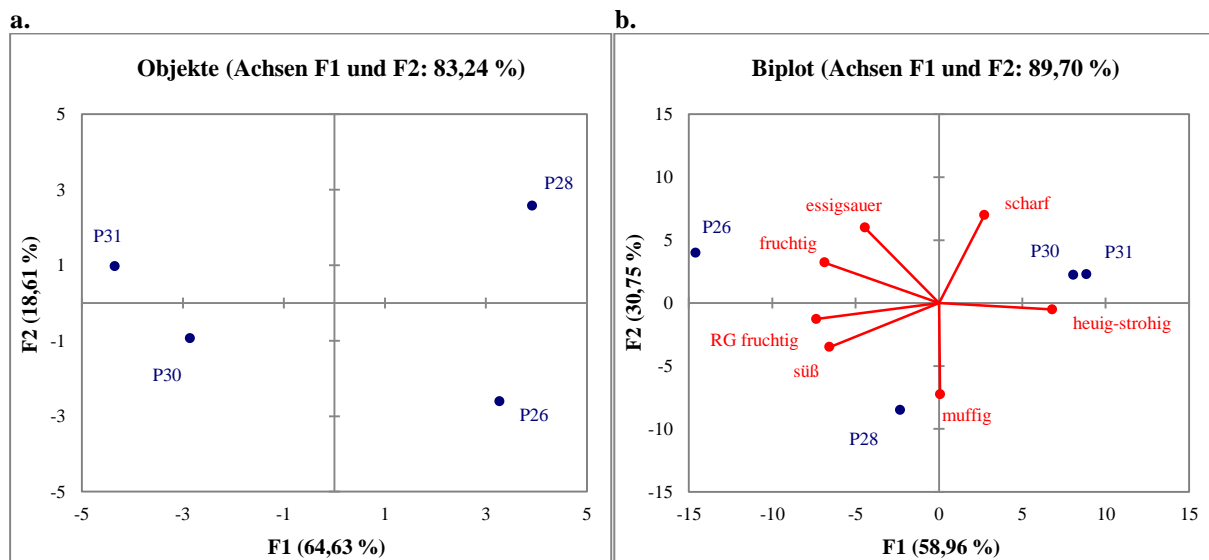 a.
Objekte (Achsen F1 und F2: 83,24 %)
5
3
1
-1
-3
-5
-5
-3
-1
1
3
5
F2 (18,61 %)
F1 (64,63 %)
P28
P31
P30
P26
b.
Biplot (Achsen F1 und F2: 89,70 %)
15
10
5
0
-5
-10
-15
-15
-10
-5
0
5
10
15
F2 (30,75 %)
F1 (58,96 %)
essigsauer
scharf
P26
fruchtig
P30
P31
RG fruchtig
heuig-strohig
süß
muffig
P28